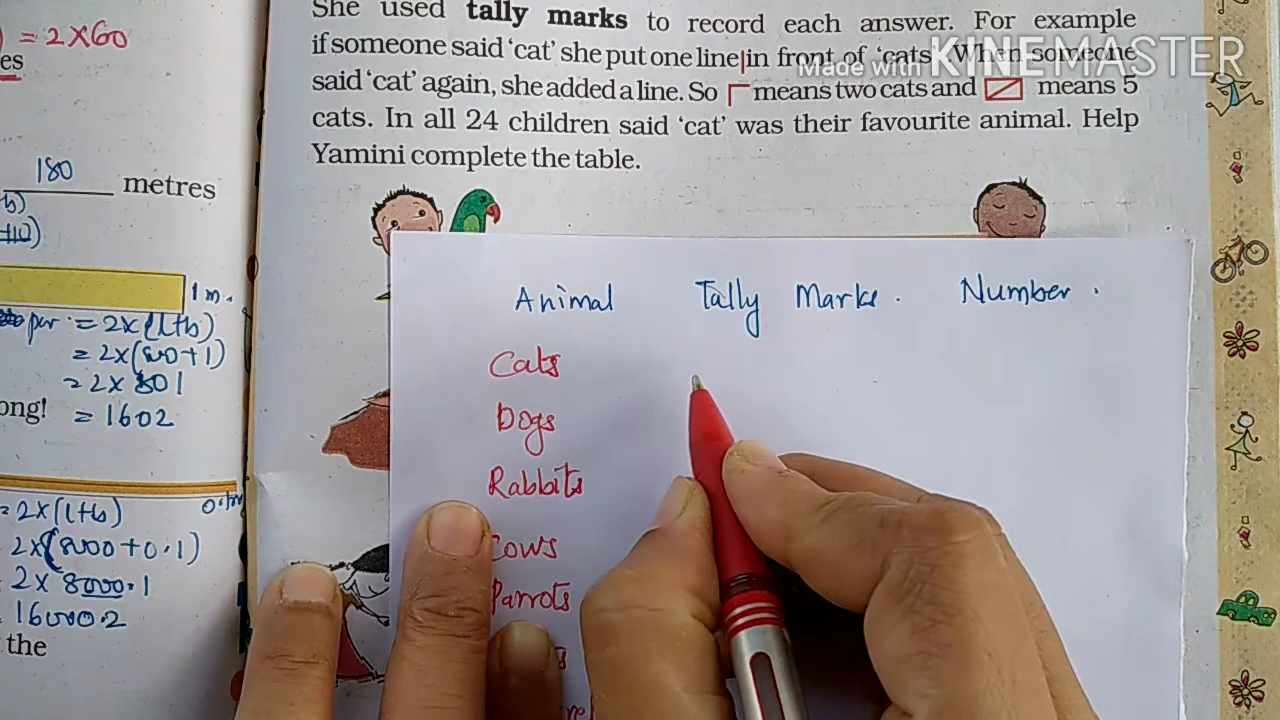 ) = 2x60
es
180 metres
b)
+10)
1 m.
per = 2x(l+b)
= 2x(800+1)
= 2x 801
ong! = 1602
= 2x(l+b)
2x(8000+0.1)
2x 8000.1
16000.2
the
She used tally marks to record each answer. For example
if someone said ‘cat’ she put one line | in front of ‘cats’. When someone
said ‘cat’ again, she added a line. So means two cats and means 5
cats. In all 24 children said ‘cat’ was their favourite animal. Help
Yamini complete the table.
Made with KINEMASTER
Animal Tally Marks. Number.
Cats
Dogs
Rabbits
Cows
Parrots